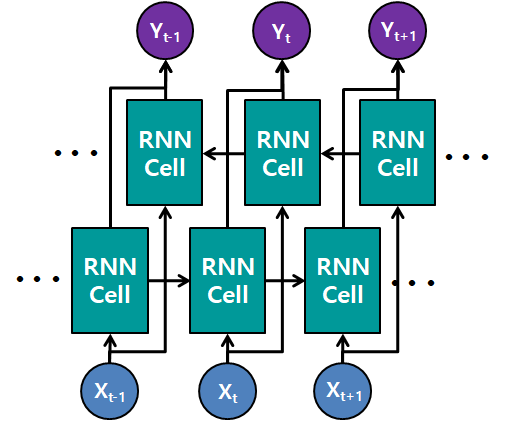 Yt-1 Yt Yt+1
RNN Cell RNN Cell RNN Cell
RNN Cell RNN Cell RNN Cell
Xt-1 Xt Xt+1